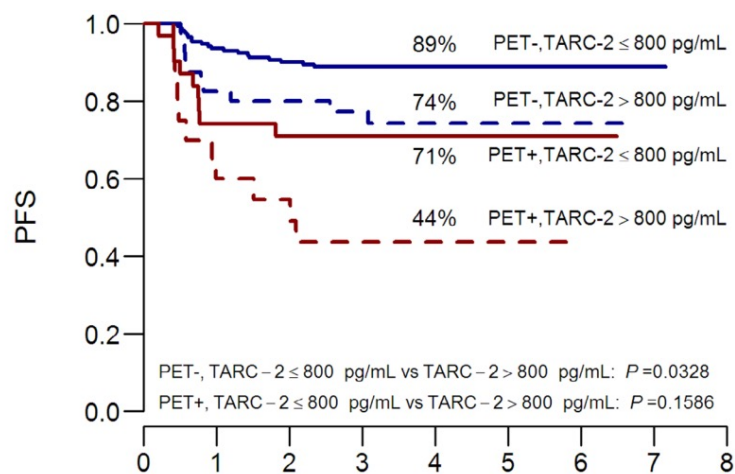 PFS
1.0
0.8
0.6
0.4
0.2
0.0
89% PET-,TARC-2 ≤ 800 pg/mL
74% PET-,TARC-2 > 800 pg/mL
71% PET+,TARC-2 ≤ 800 pg/mL
44% PET+,TARC-2 > 800 pg/mL
PET-, TARC-2 ≤ 800 pg/mL vs TARC-2 > 800 pg/mL: P=0.0328
PET+, TARC-2 ≤ 800 pg/mL vs TARC-2 > 800 pg/mL: P=0.1586
0 1 2 3 4 5 6 7 8